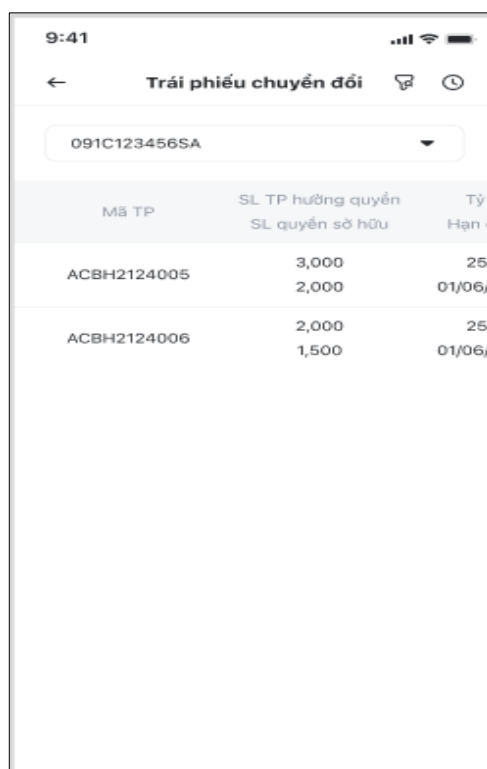 9:41
Trái phiếu chuyển đổi
091C123456SA
Mã TP
SL TP hưởng quyền
SL quyền sở hữu
Tỷ
Hạn
ACBH2124005
3,000
2,000
25
01/06/
ACBH2124006
2,000
1,500
25
01/06/